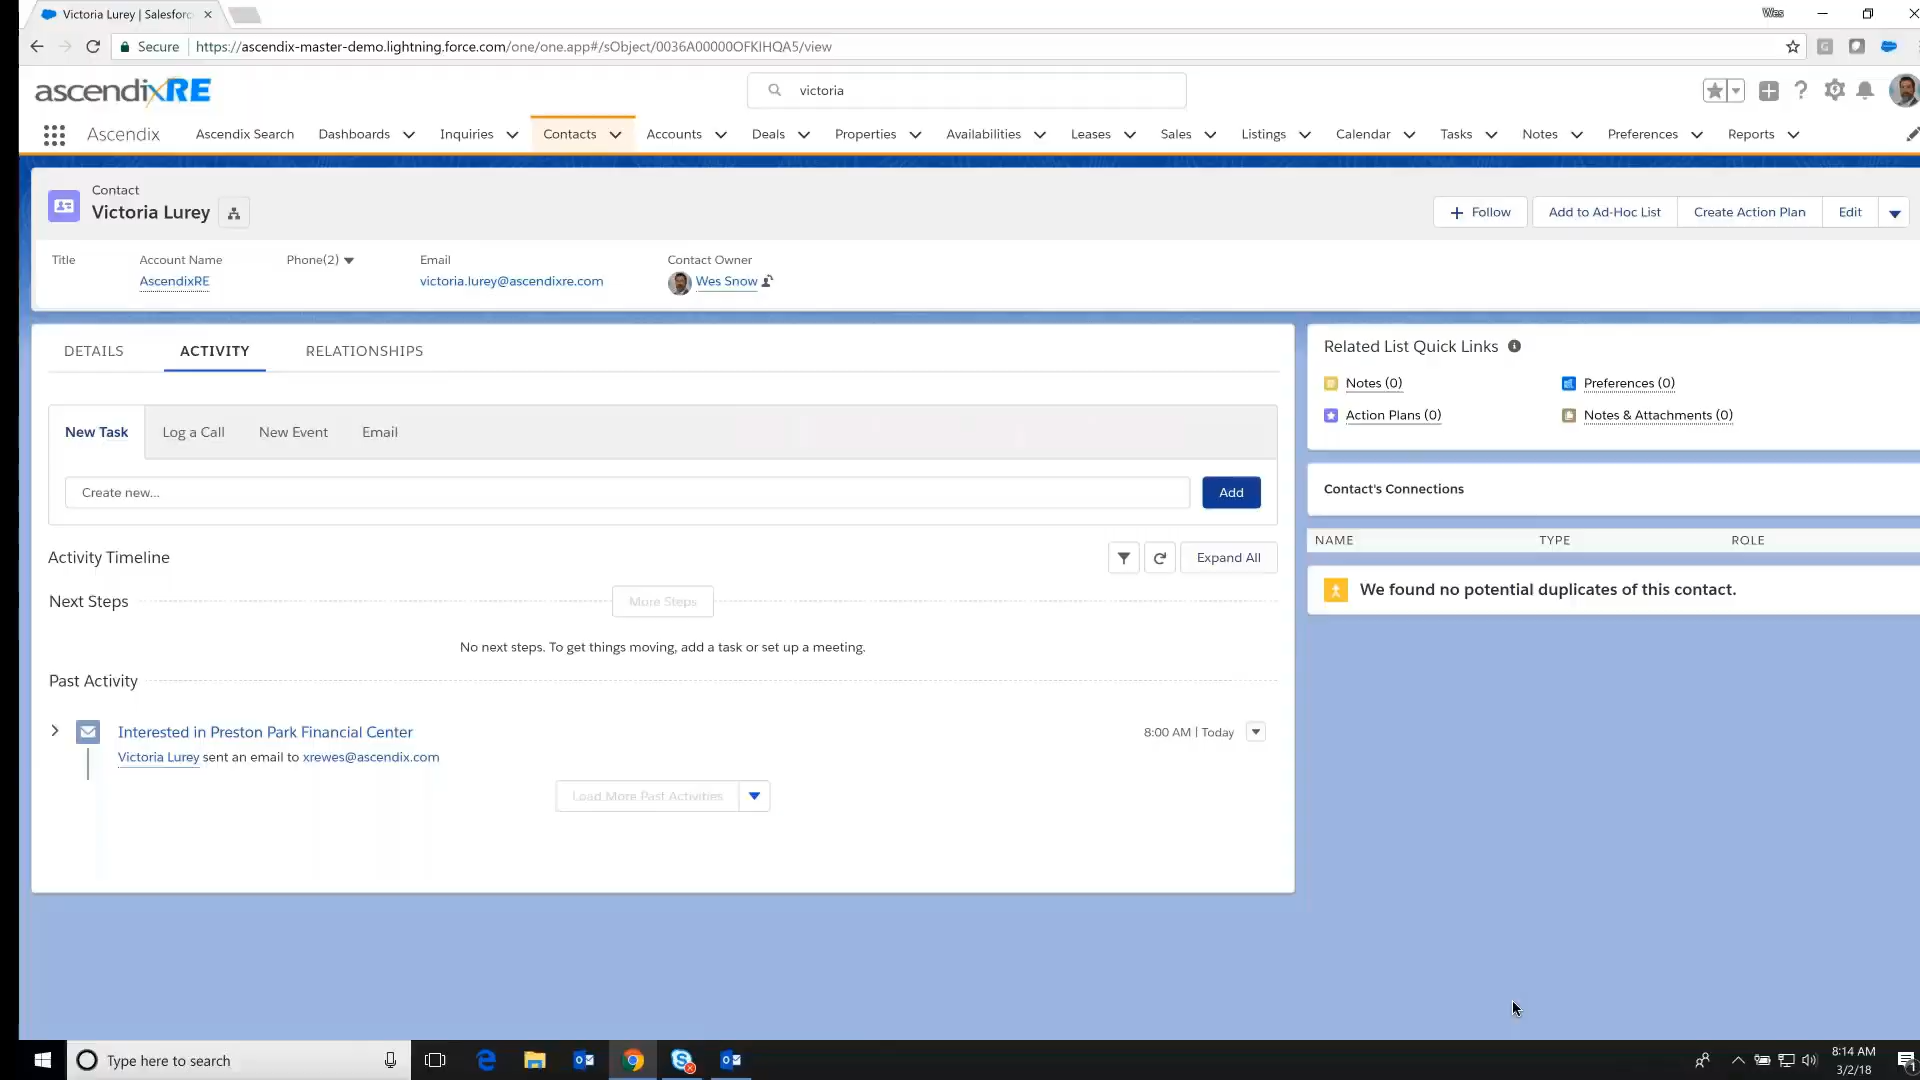 Victoria Lurey | Salesforc
Wes
Secure
https://ascendix-master-demo.lightning.force.com/one/one.app#/sObject/0036A00000OFKIHQA5/view
ascendixRE
victoria
Ascendix
Ascendix Search
Dashboards
Inquiries
Contacts
Accounts
Deals
Properties
Availabilities
Leases
Sales
Listings
Calendar
Tasks
Notes
Preferences
Reports
Contact
Victoria Lurey
Follow
Add to Ad-Hoc List
Create Action Plan
Edit
Title
Account Name
Phone(2)
Email
Contact Owner
AscendixRE
victoria.lurey@ascendixre.com
Wes Snow
DETAILS
ACTIVITY
RELATIONSHIPS
New Task
Log a Call
New Event
Email
Create new...
Add
Activity Timeline
Expand All
Next Steps
More Steps
No next steps. To get things moving, add a task or set up a meeting.
Past Activity
Interested in Preston Park Financial Center
8:00 AM | Today
Victoria Lurey sent an email to xrewes@ascendix.com
Load More Past Activities
Related List Quick Links
Notes (0)
Preferences (0)
Action Plans (0)
Notes & Attachments (0)
Contact's Connections
NAME
TYPE
ROLE
We found no potential duplicates of this contact.
Type here to search
8:14 AM
3/2/18
1